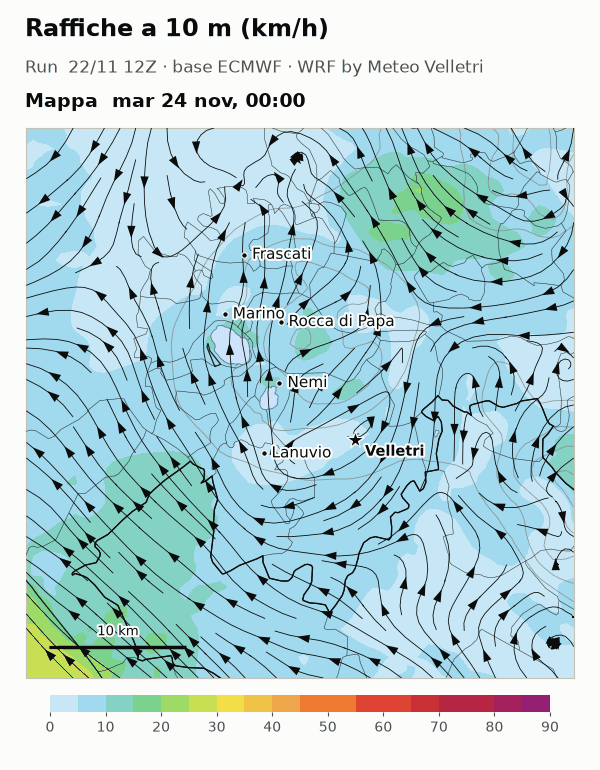 Raffiche a 10 m (km/h)
Run  22/11 12Z · base ECMWF · WRF by Meteo Velletri
Mappa  mar 24 nov, 00:00
Frascati
Marino
Rocca di Papa
Nemi
Velletri
Lanuvio
10 km
0 10 20 30 40 50 60 70 80 90